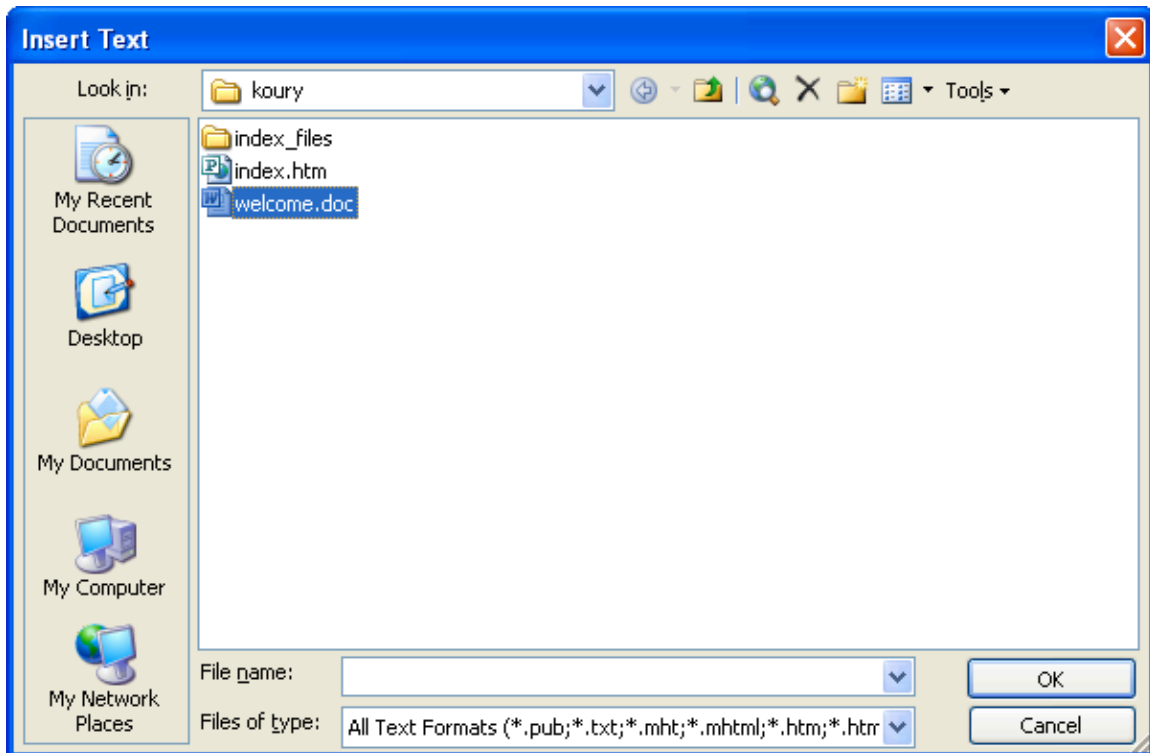 Insert Text
Look in:
koury
Tools
index_files
index.htm
welcome.doc
My Recent
Documents
Desktop
My Documents
My Computer
My Network
Places
File name:
OK
Files of type:
All Text Formats (*.pub;*.txt;*.mht;*.mhtml;*.htm;*.htm
Cancel